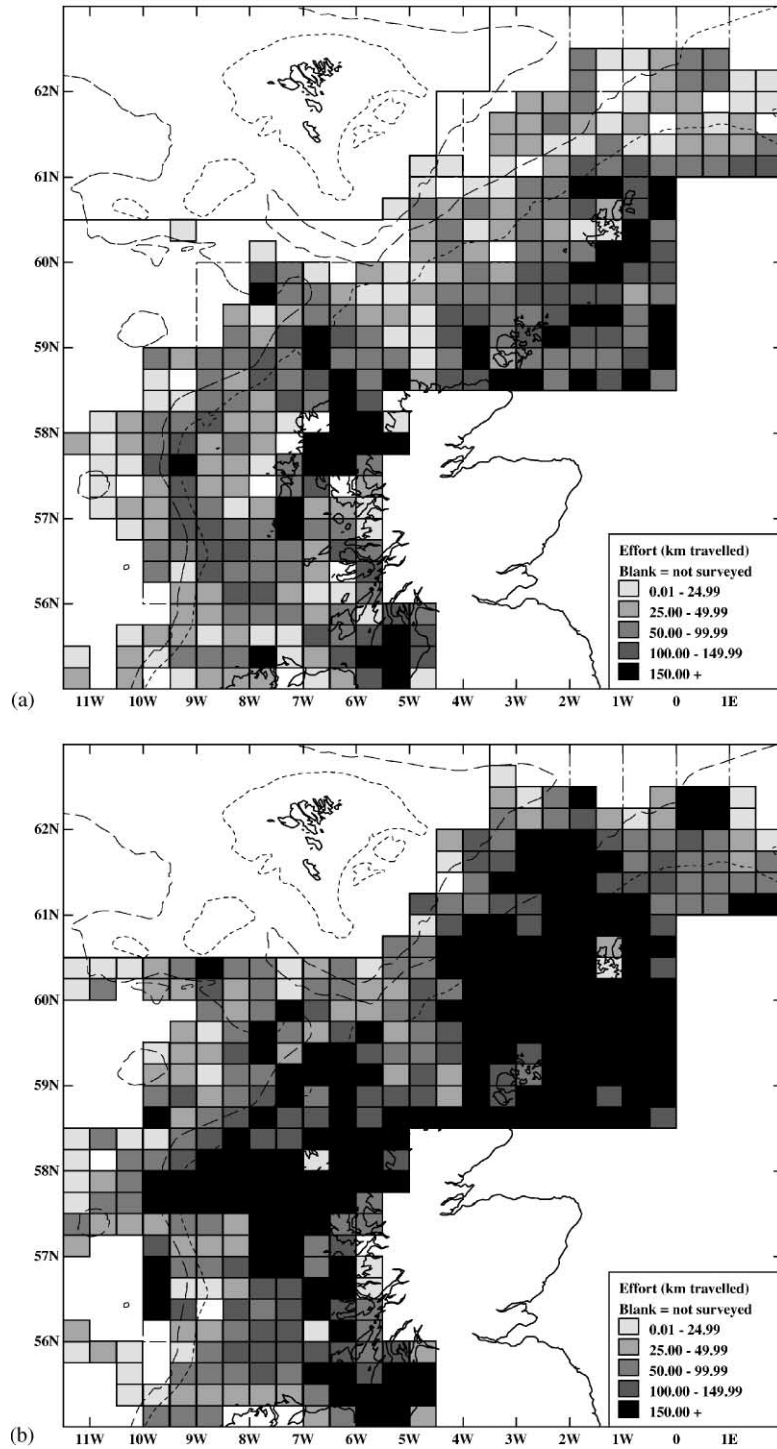 62N
61N
60N
59N
58N
57N
56N
Effort (km travelled)
Blank = not surveyed
0.01 - 24.99
25.00 - 49.99
50.00 - 99.99
100.00 - 149.99
150.00 +
(a)
11W 10W 9W 8W 7W 6W 5W 4W 3W 2W 1W 0 1E
62N
61N
60N
59N
58N
57N
56N
Effort (km travelled)
Blank = not surveyed
0.01 - 24.99
25.00 - 49.99
50.00 - 99.99
100.00 - 149.99
150.00 +
(b)
11W 10W 9W 8W 7W 6W 5W 4W 3W 2W 1W 0 1E